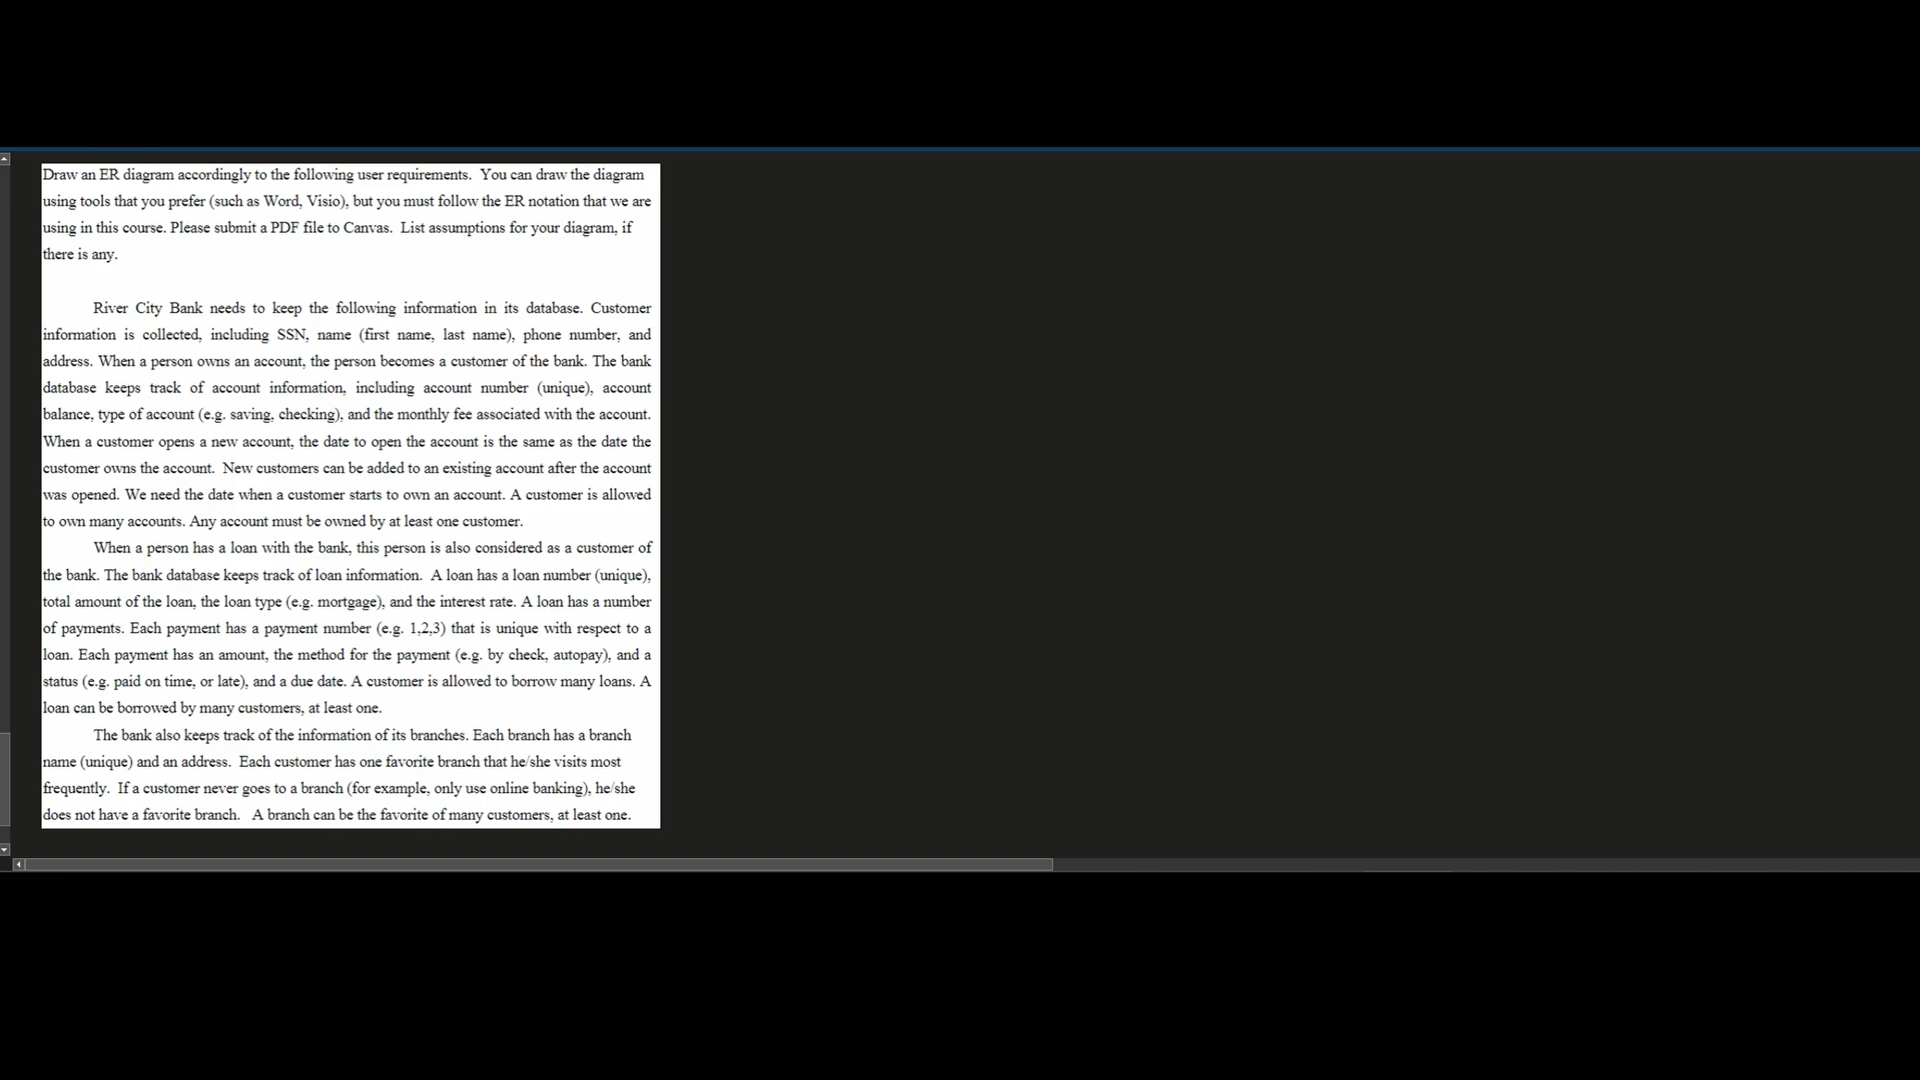 Draw an ER diagram accordingly to the following user requirements. You can draw the diagram
using tools that you prefer (such as Word, Visio), but you must follow the ER notation that we are
using in this course. Please submit a PDF file to Canvas. List assumptions for your diagram, if
there is any.
River City Bank needs to keep the following information in its database. Customer
information is collected, including SSN, name (first name, last name), phone number, and
address. When a person owns an account, the person becomes a customer of the bank. The bank
database keeps track of account information, including account number (unique), account
balance, type of account (e.g. saving, checking), and the monthly fee associated with the account.
When a customer opens a new account, the date to open the account is the same as the date the
customer owns the account. New customers can be added to an existing account after the account
was opened. We need the date when a customer starts to own an account. A customer is allowed
to own many accounts. Any account must be owned by at least one customer.
When a person has a loan with the bank, this person is also considered as a customer of
the bank. The bank database keeps track of loan information. A loan has a loan number (unique),
total amount of the loan, the loan type (e.g. mortgage), and the interest rate. A loan has a number
of payments. Each payment has a payment number (e.g. 1,2,3) that is unique with respect to a
loan. Each payment has an amount, the method for the payment (e.g. by check, autopay), and a
status (e.g. paid on time, or late), and a due date. A customer is allowed to borrow many loans. A
loan can be borrowed by many customers, at least one.
The bank also keeps track of the information of its branches. Each branch has a branch
name (unique) and an address. Each customer has one favorite branch that he/she visits most
frequently. If a customer never goes to a branch (for example, only use online banking), he/she
does not have a favorite branch. A branch can be the favorite of many customers, at least one.